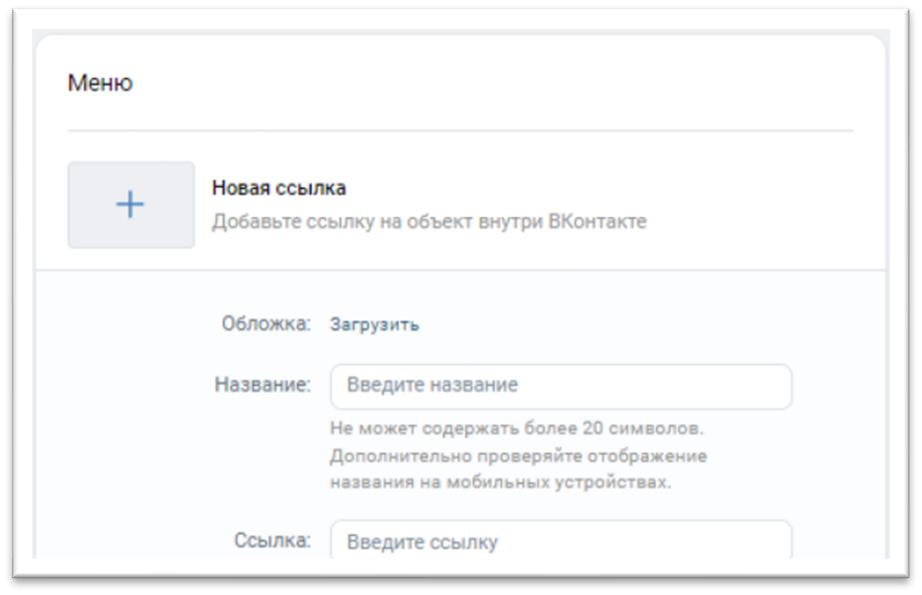 Меню
Новая ссылка
Добавьте ссылку на объект внутри ВКонтакте
Обложка: Загрузить
Название: Введите название
Не может содержать более 20 символов.
Дополнительно проверяйте отображение
названия на мобильных устройствах.
Ссылка: Введите ссылку